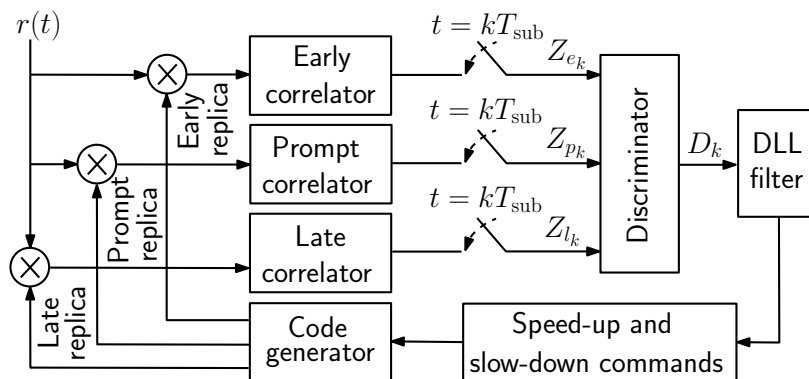 r(t)
t = kT_sub
Z_{e_k}
Early
correlator
Early
replica
t = kT_sub
Z_{p_k}
Prompt
correlator
Prompt
replica
t = kT_sub
Z_{l_k}
Late
correlator
Late
replica
Discriminator
D_k
DLL
filter
Code
generator
Speed-up and
slow-down commands